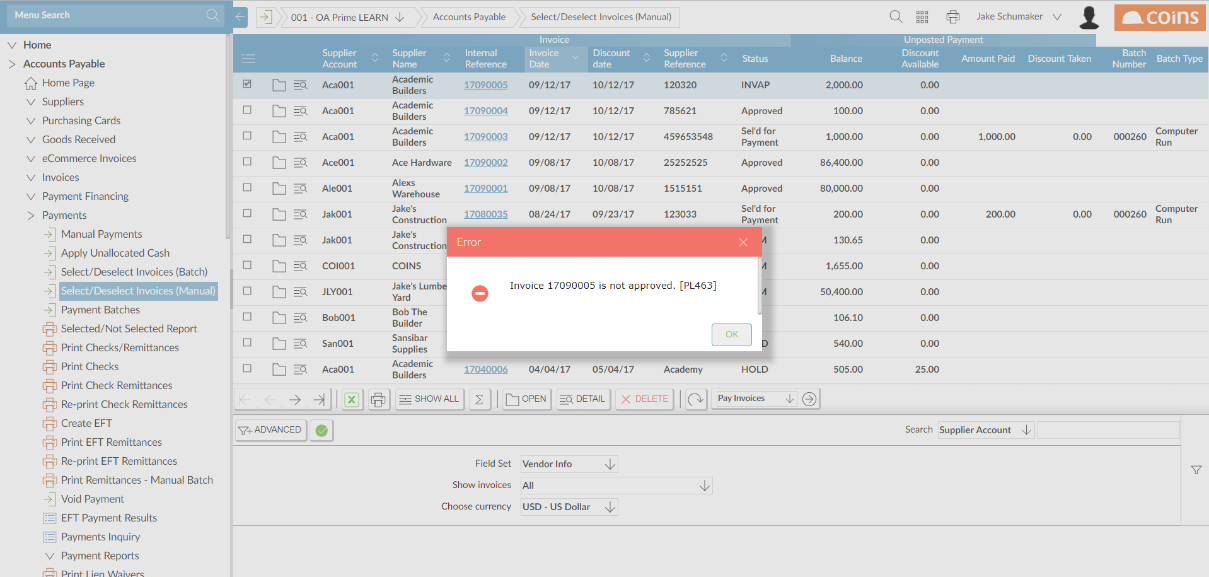 Menu Search
001 - OA Prime LEARN
Accounts Payable
Select/Deselect Invoices (Manual)
Jake Schumaker
coins
Home
Accounts Payable
Home Page
Suppliers
Purchasing Cards
Goods Received
eCommerce Invoices
Invoices
Payment Financing
Payments
Manual Payments
Apply Unallocated Cash
Select/Deselect Invoices (Batch)
Select/Deselect Invoices (Manual)
Payment Batches
Selected/Not Selected Report
Print Checks/Remittances
Print Checks
Print Check Remittances
Re-print Check Remittances
Create EFT
Print EFT Remittances
Re-print EFT Remittances
Print Remittances - Manual Batch
Void Payment
EFT Payment Results
Payments Inquiry
Payment Reports
Print Lien Waivers
Invoice Unposted Payment
Supplier Account Supplier Name Internal Reference Invoice Date Discount date Supplier Reference Status Balance Discount Available Amount Paid Discount Taken Batch Number Batch Type
Aca001 Academic Builders 17090005 09/12/17 10/12/17 120320 INVAP 2,000.00 0.00
Aca001 Academic Builders 17090004 09/12/17 10/12/17 785621 Approved 100.00 0.00
Aca001 Academic Builders 17090003 09/12/17 10/12/17 459653548 Sel'd for Payment 1,000.00 0.00 1,000.00 0.00 000260 Computer Run
Ace001 Ace Hardware 17090002 09/08/17 10/08/17 25252525 Approved 86,400.00 0.00
Ale001 Alexs Warehouse 17090001 09/08/17 10/08/17 1515151 Approved 80,000.00 0.00
Jak001 Jake's Construction 17080035 08/24/17 09/23/17 123033 Sel'd for Payment 200.00 0.00 200.00 0.00 000260 Computer Run
Jak001 Jake's Construction M 130.65 0.00
COI001 COINS M 1,655.00 0.00
JLY001 Jake's Lumbe Yard M 50,400.00 0.00
Bob001 Bob The Builder 106.10 0.00
San001 Sansibar Supplies D 540.00 0.00
Aca001 Academic Builders 17040006 04/04/17 05/04/17 Academy HOLD 505.00 25.00
Error
Invoice 17090005 is not approved. [PL463]
OK
SHOW ALL
OPEN
DETAIL
DELETE
Pay Invoices
ADVANCED
Search Supplier Account
Field Set Vendor Info
Show invoices All
Choose currency USD - US Dollar